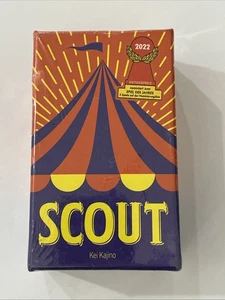 2022
SPIEL DES JAHRES
SCOUT
Kei Kajino